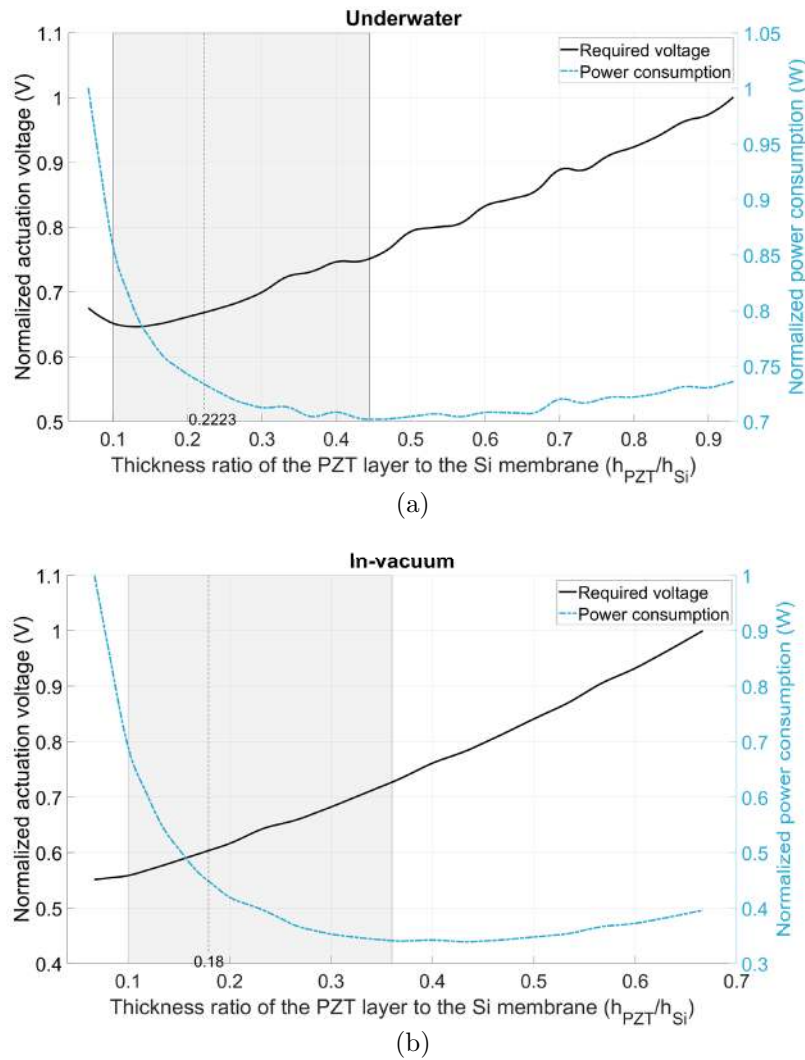 Underwater
Required voltage
Power consumption
Normalized actuation voltage (V)
1.1
1
0.9
0.8
0.7
0.6
0.5
Normalized power consumption (W)
1.05
1
0.95
0.9
0.85
0.8
0.75
0.7
0.2223
0.1 0.2 0.3 0.4 0.5 0.6 0.7 0.8 0.9
Thickness ratio of the PZT layer to the Si membrane (h_PZT/h_Si)
(a)
In-vacuum
Required voltage
Power consumption
Normalized actuation voltage (V)
1.1
1
0.9
0.8
0.7
0.6
0.5
0.4
Normalized power consumption (W)
1
0.9
0.8
0.7
0.6
0.5
0.4
0.3
0.18
0.1 0.2 0.3 0.4 0.5 0.6 0.7
Thickness ratio of the PZT layer to the Si membrane (h_PZT/h_Si)
(b)